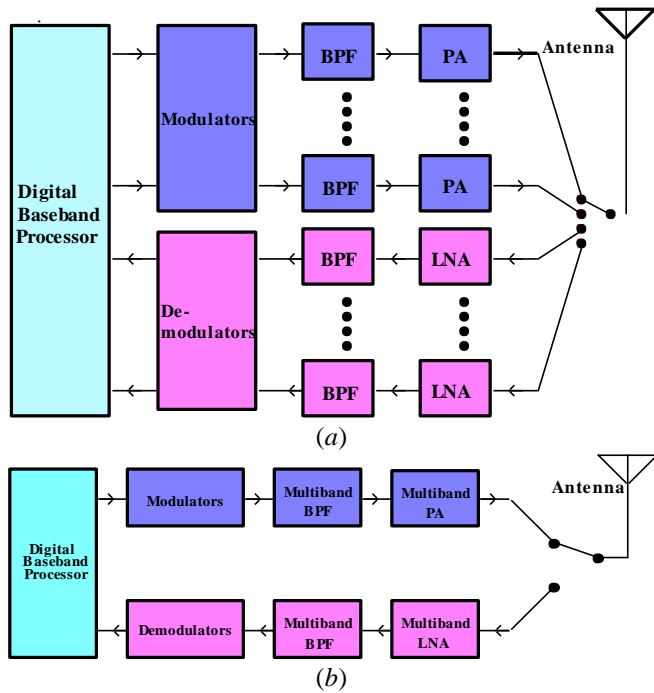 BPF
PA
Antenna
Modulators
Digital
Baseband
Processor
BPF
PA
BPF
LNA
De-
modulators
BPF
LNA
(a)
Modulators
Multiband
BPF
Multiband
PA
Antenna
Digital
Baseband
Processor
Demodulators
Multiband
BPF
Multiband
LNA
(b)